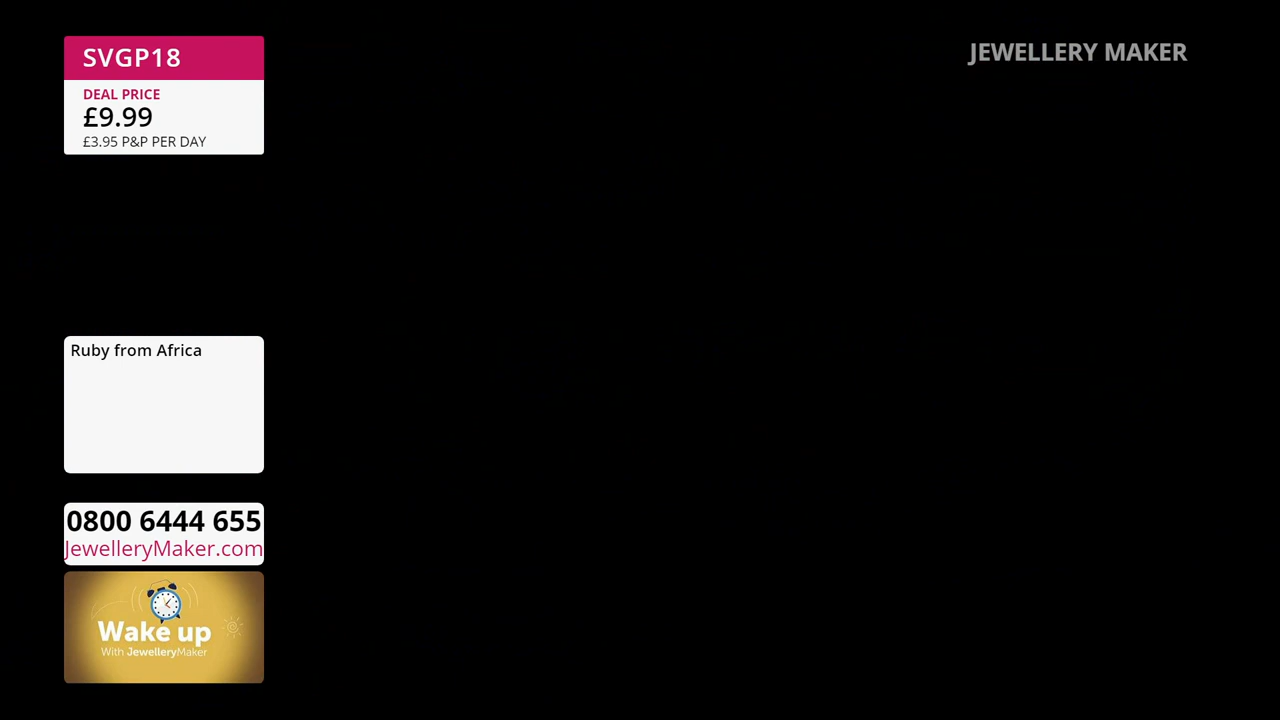 SVGP18
JEWELLERY MAKER
DEAL PRICE
£9.99
£3.95 P&P PER DAY
Ruby from Africa
0800 6444 655
JewelleryMaker.com
Wake up
With JewelleryMaker